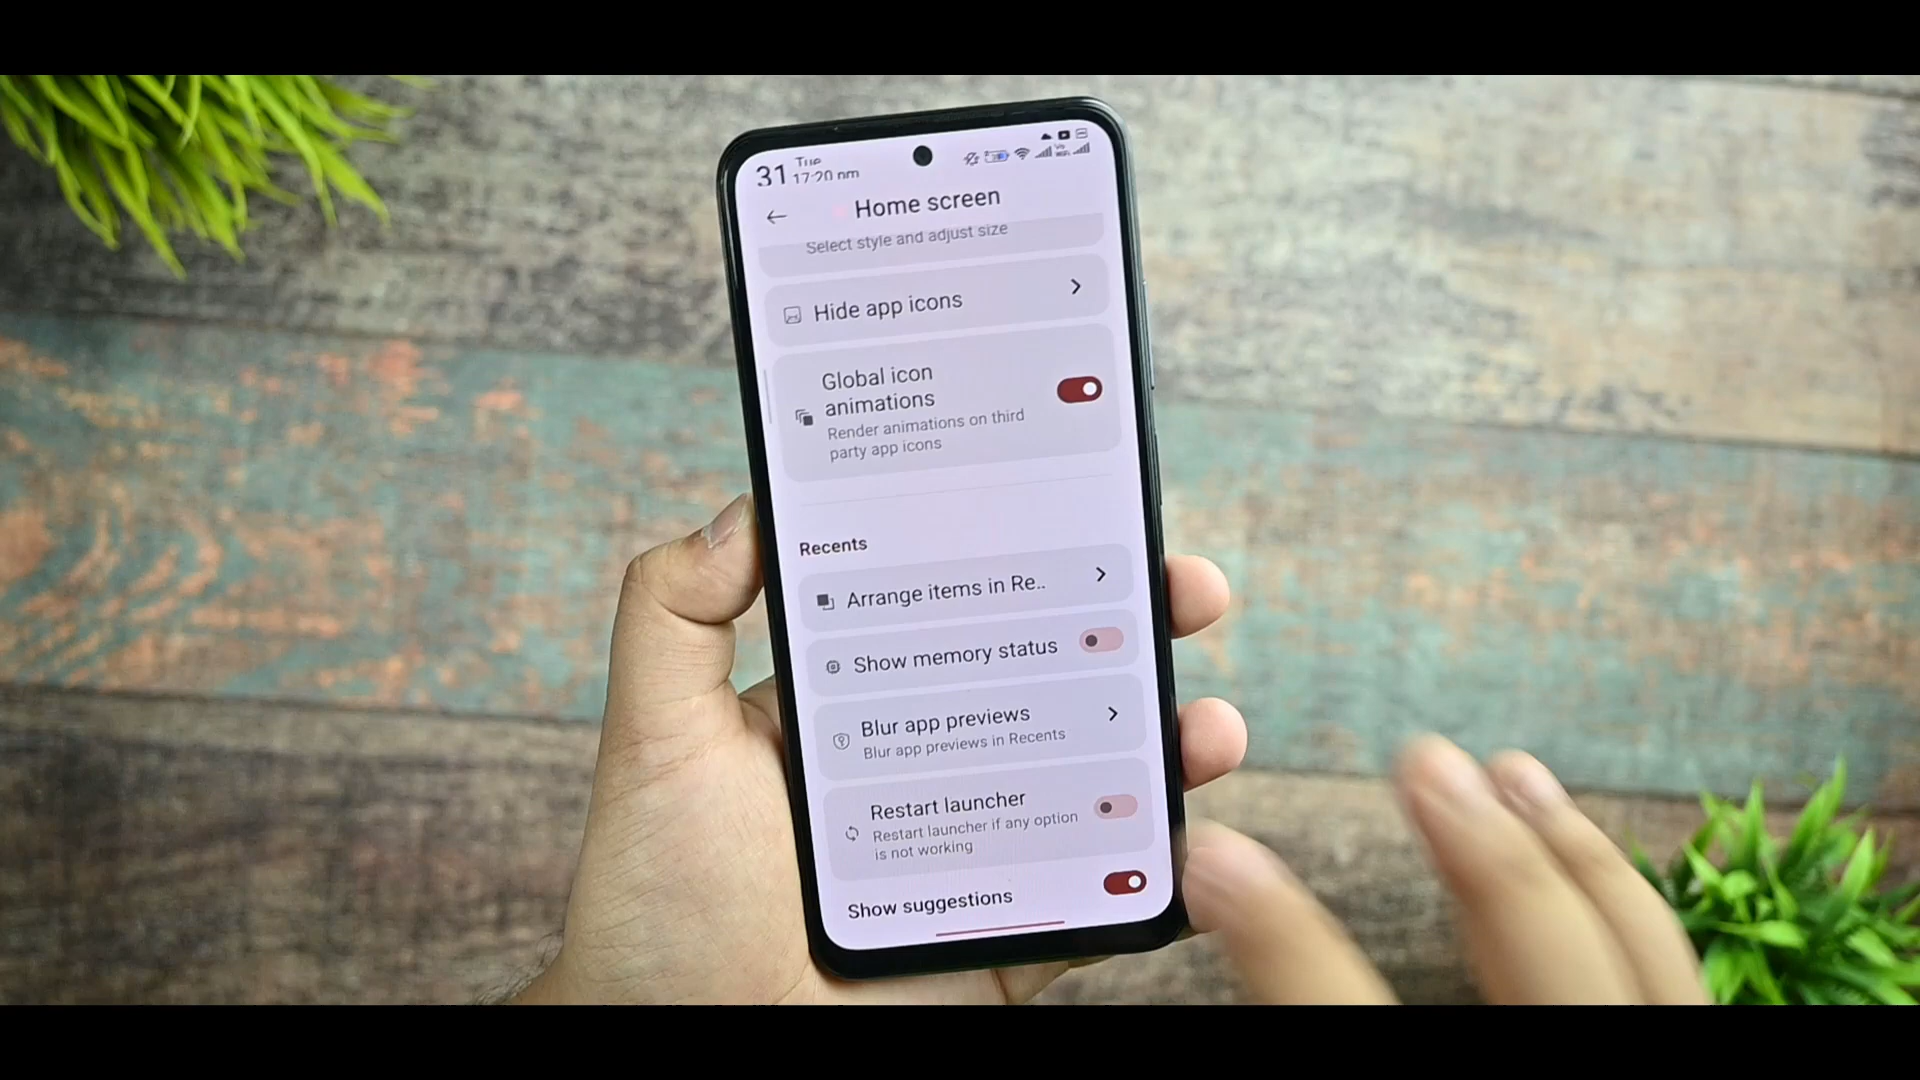 31 Tue
17:20 pm
Home screen
Select style and adjust size
Hide app icons
Global icon
animations
Render animations on third
party app icons
Recents
Arrange items in Re..
Show memory status
Blur app previews
Blur app previews in Recents
Restart launcher
Restart launcher if any option
is not working
Show suggestions